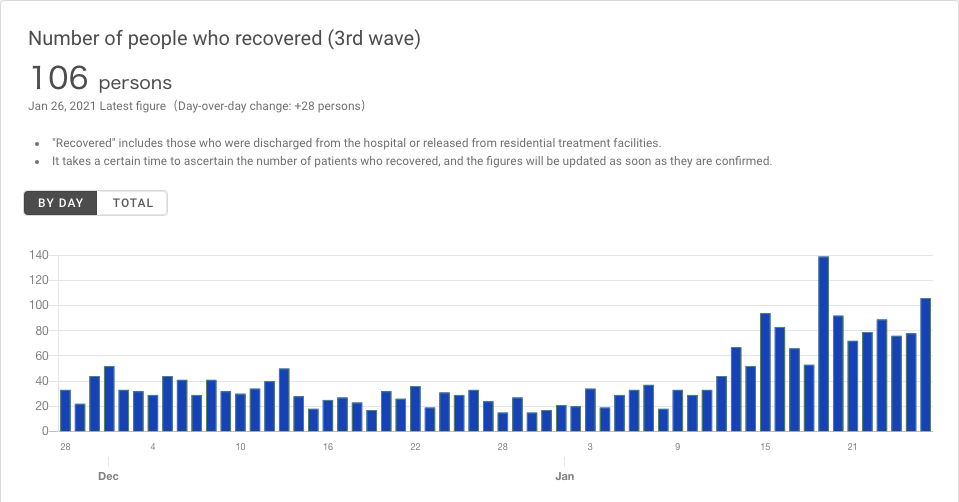 Number of people who recovered (3rd wave)
106 persons
Jan 26, 2021 Latest figure（Day-over-day change: +28 persons）
• "Recovered" includes those who were discharged from the hospital or released from residential treatment facilities.
• It takes a certain time to ascertain the number of patients who recovered, and the figures will be updated as soon as they are confirmed.
BY DAY TOTAL
140
120
100
80
60
40
20
0
28 4 10 16 22 28 3 9 15 21
Dec Jan